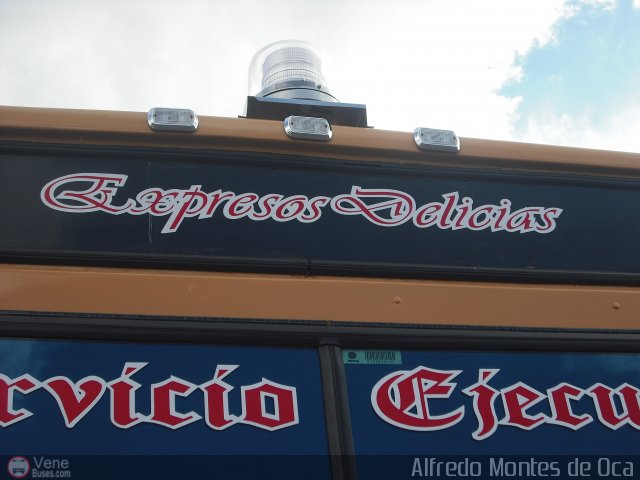 Expresos Delicias
rvicio Ejecu
Vene
Buses.com
Alfredo Montes de Oca